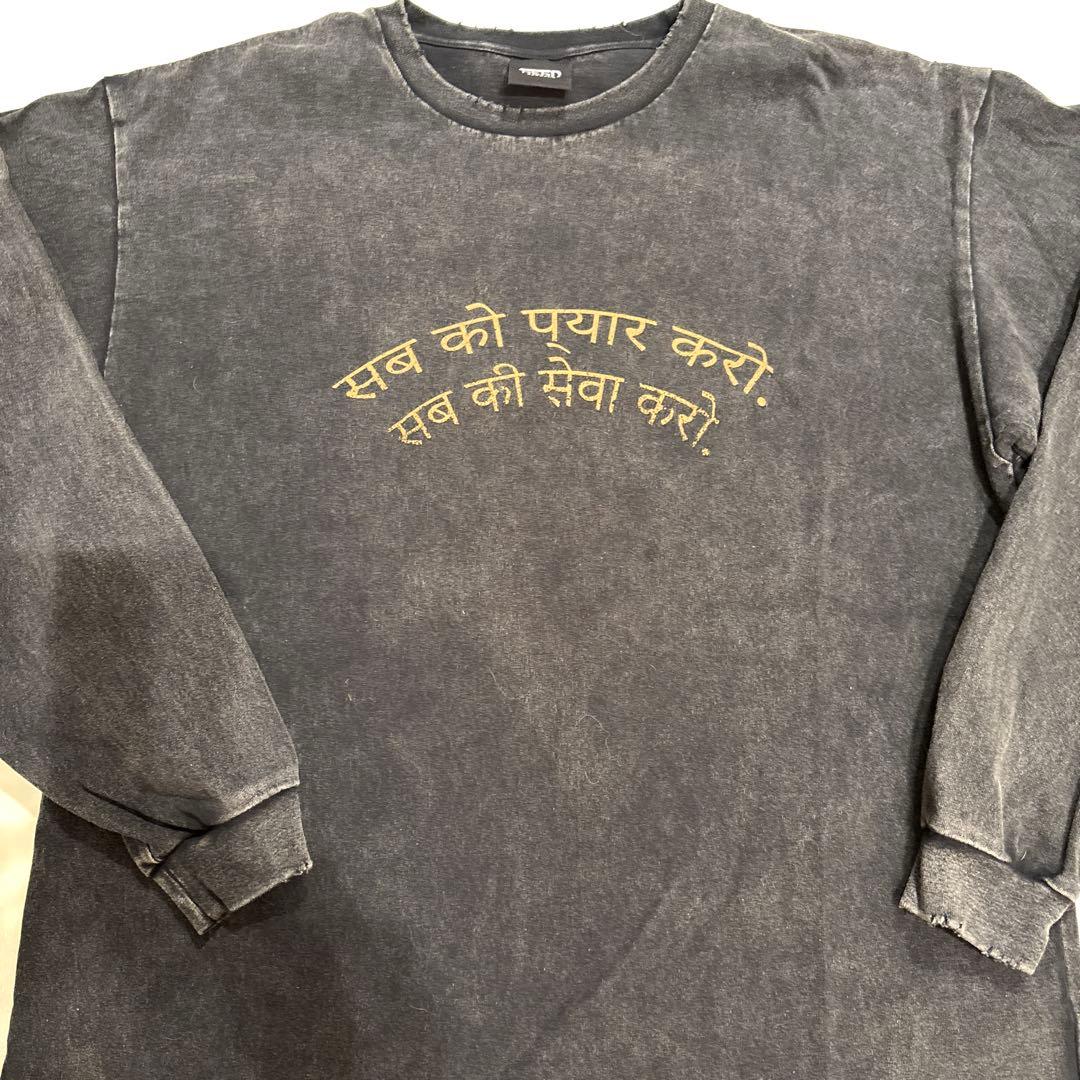 सब को प्‌यार करो.
सब की सेवा करो.